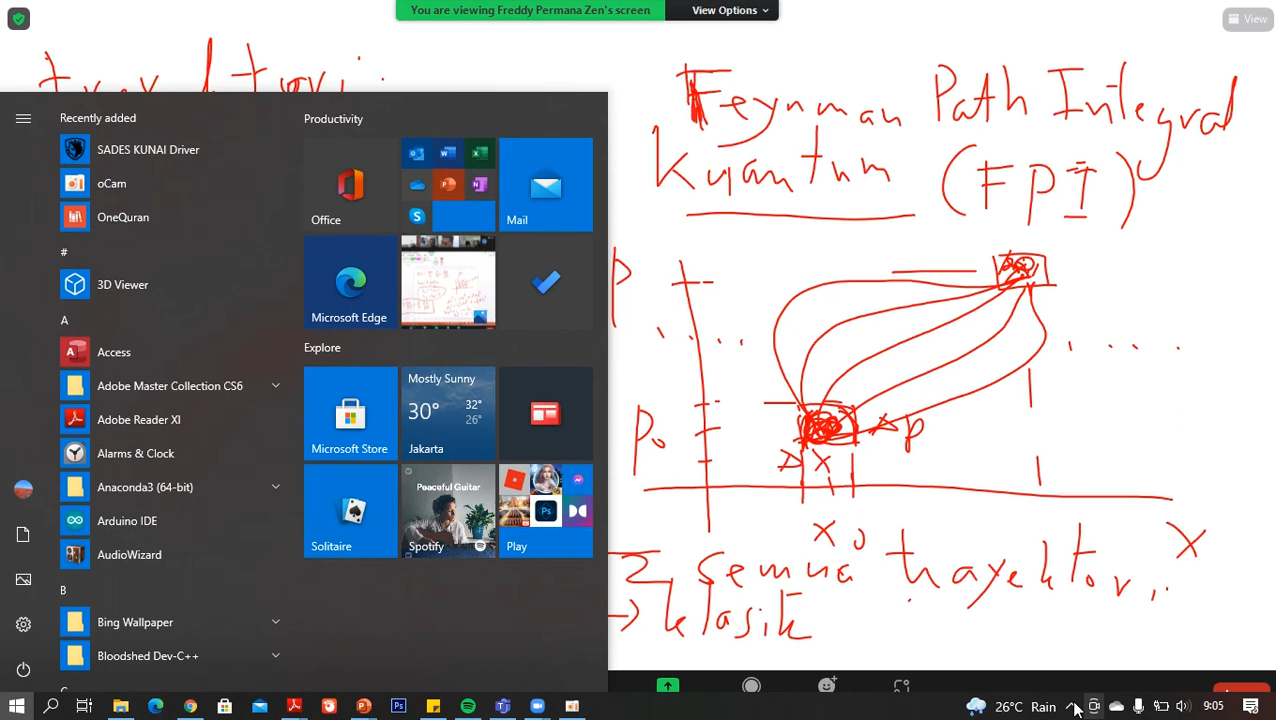 You are viewing Freddy Permana Zen's screen
View Options
View
Feynman Path Integral
Kuantum (FPI)
P
P₀
Δp
Δ x
x₀
x
Σ semua trayektori
→ klasik
Recently added
SADES KUNAI Driver
oCam
OneQuran
#
3D Viewer
A
Access
Adobe Master Collection CS6
Adobe Reader XI
Alarms & Clock
Anaconda3 (64-bit)
Arduino IDE
AudioWizard
B
Bing Wallpaper
Bloodshed Dev-C++
Productivity
Office
Mail
Microsoft Edge
Explore
Microsoft Store
Mostly Sunny
30° 32°
26°
Jakarta
Solitaire
Peaceful Guitar
Spotify
Play
26°C Rain
9:05